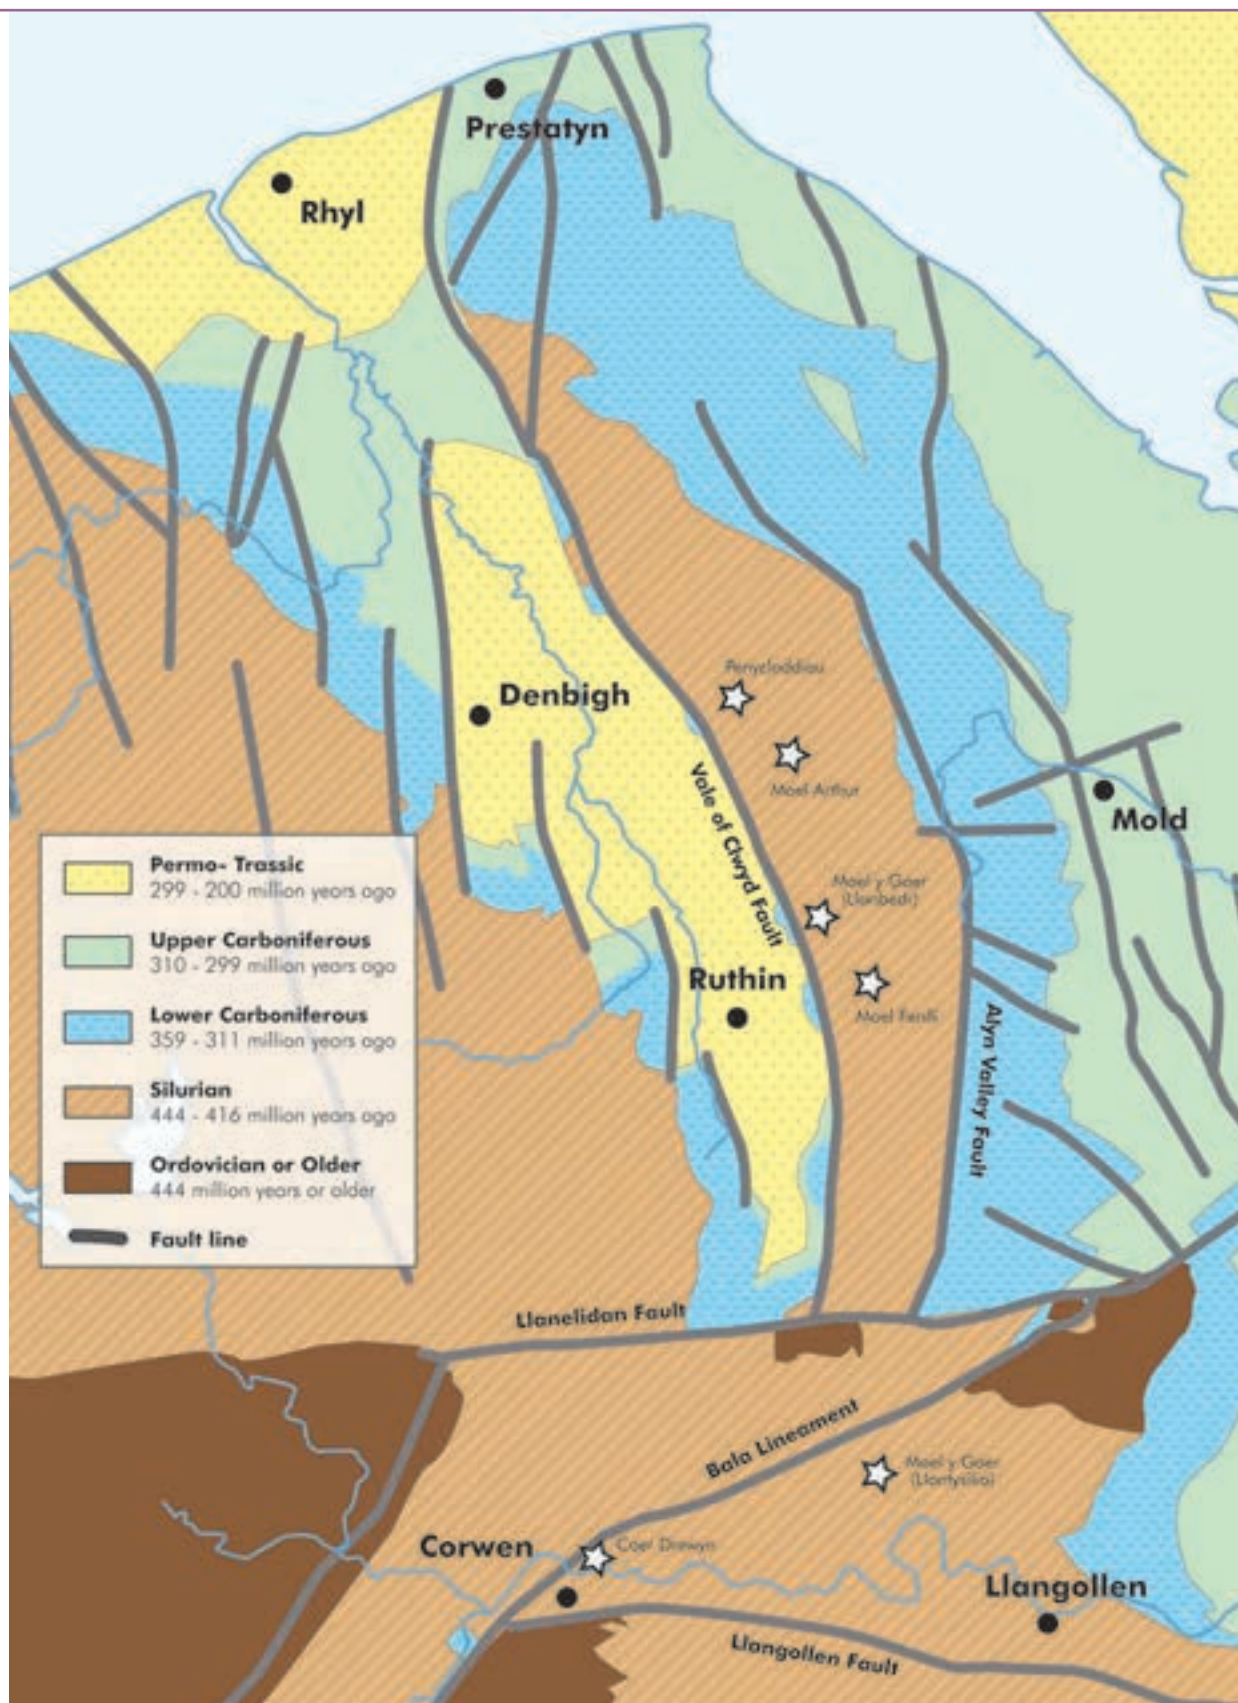 Prestatyn
Rhyl
Penycloddiau
Denbigh
Moel Arthur
Vale of Clwyd Fault
Mold
Moel y Gaer
(Llanbedr)
Ruthin
Moel Fenlli
Alyn Valley Fault
Permo- Trassic
299 - 200 million years ago
Upper Carboniferous
310 - 299 million years ago
Lower Carboniferous
359 - 311 million years ago
Silurian
444 - 416 million years ago
Ordovician or Older
444 million years or older
Fault line
Llanelidan Fault
Bala Lineament
Moel y Gaer
(Llantysilio)
Corwen
Caer Drewyn
Llangollen
Llangollen Fault